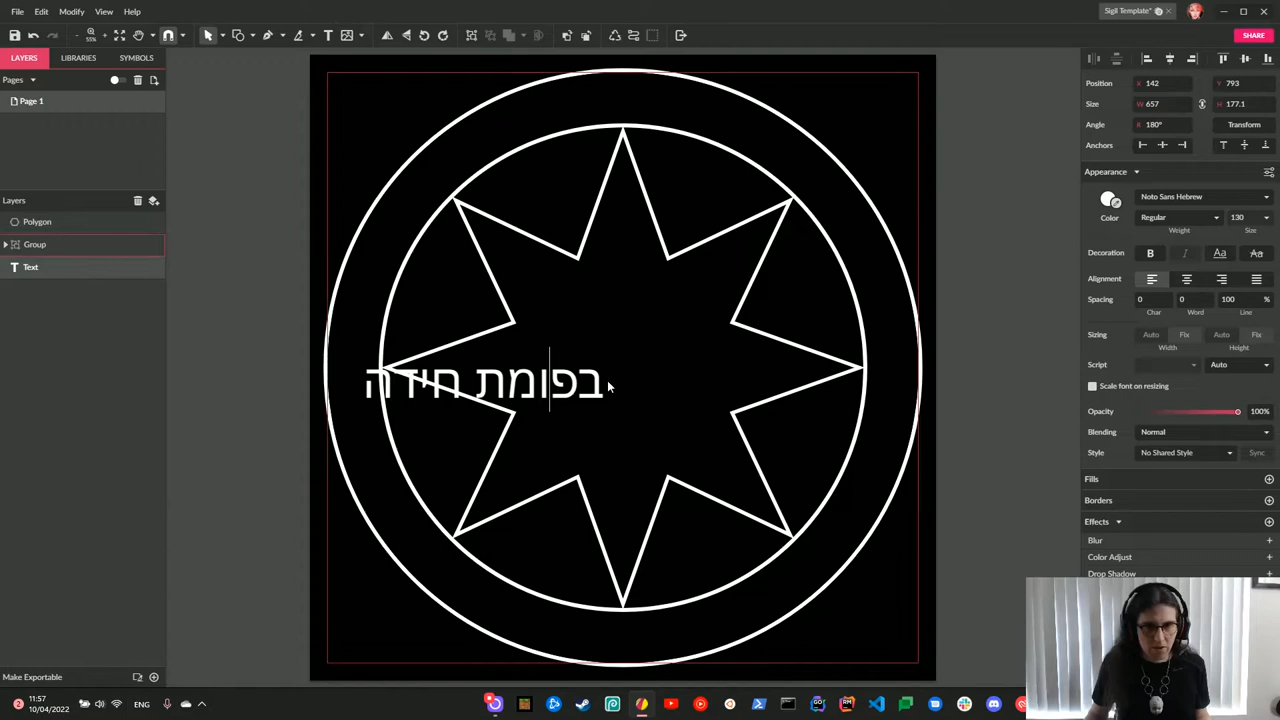 File Edit Modify View Help
Sigil Template*
55%
SHARE
LAYERS LIBRARIES SYMBOLS
Pages
Page 1
Layers
Polygon
Group
Text
Make Exportable
בפומת חידה
Position X 142 Y 793
Size W 657 H 177.1
Angle R 180° Transform
Anchors
Appearance
Noto Sans Hebrew
Color Regular 130
Weight Size
Decoration B I Aa Aa
Alignment
Spacing 0 0 100 %
Char Word Line
Sizing Auto Fix Auto Fix
Width Height
Script Auto
Scale font on resizing
Opacity 100%
Blending Normal
Style No Shared Style Sync
Fills
Borders
Effects
Blur
Color Adjust
Drop Shadow
11:57
10/04/2022
ENG